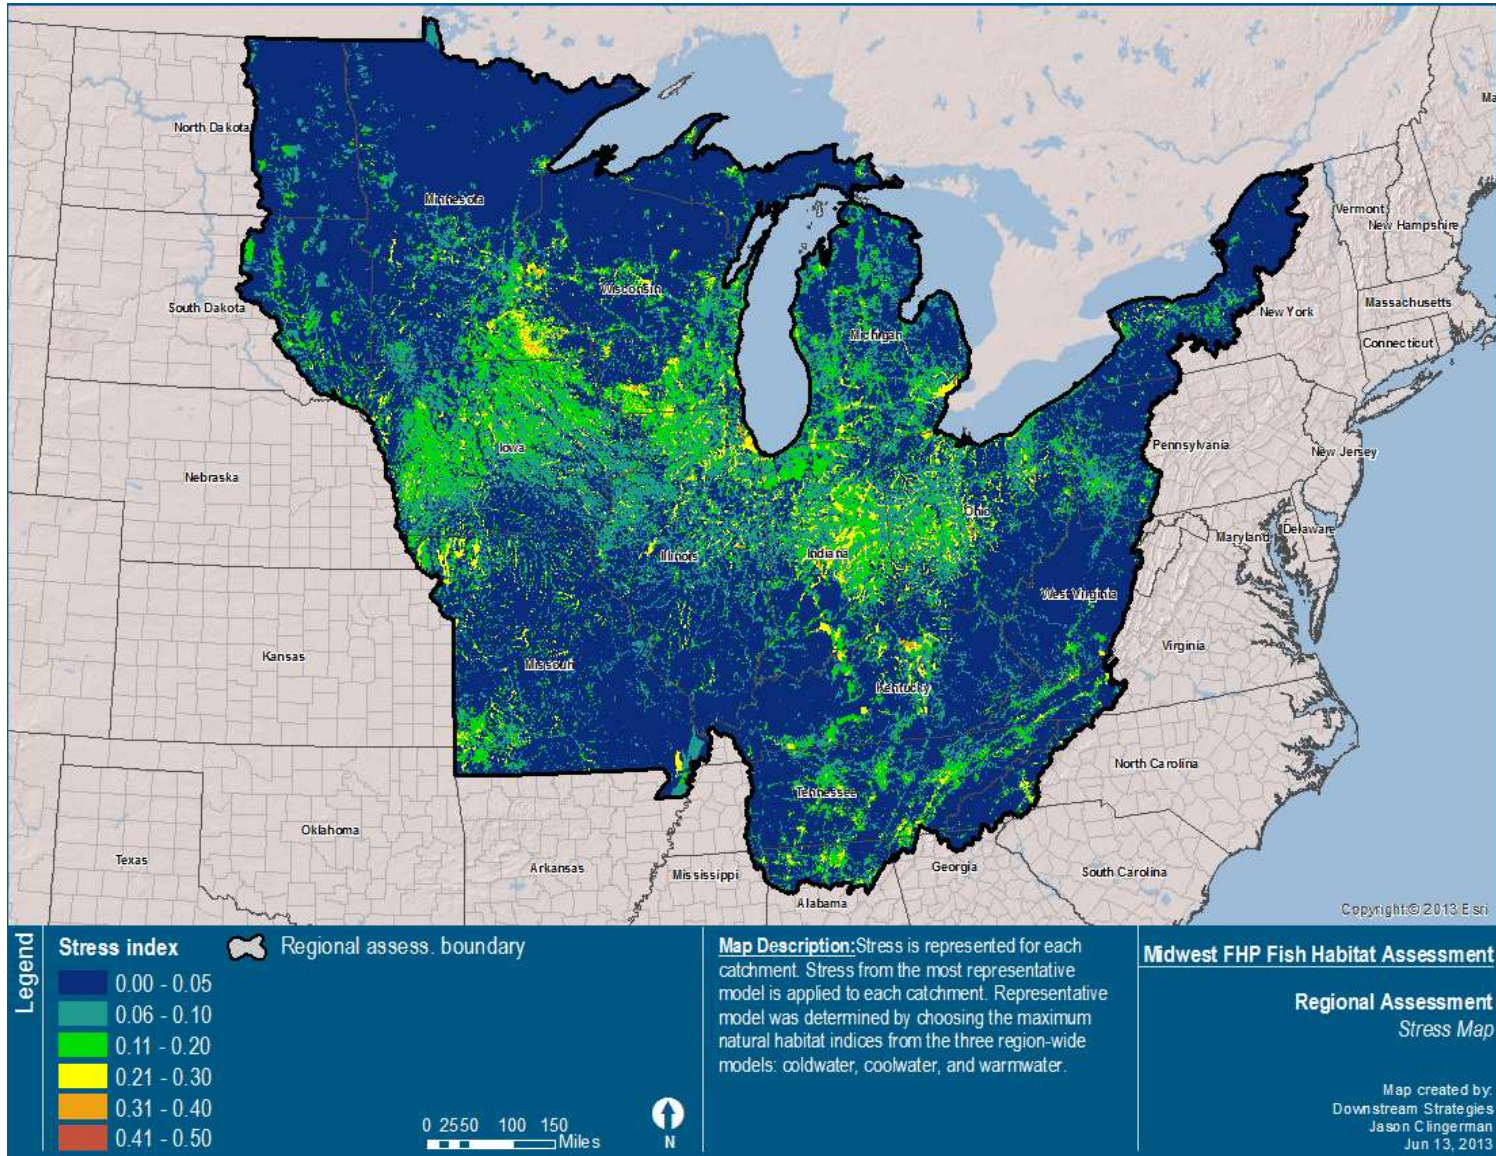 Ma
North Dakota
Minnesota
Vermont
New Hampshire
South Dakota
Wisconsin
Massachusetts
New York
Michigan
Connecticut
Iowa
Pennsylvania
New Jersey
Nebraska
Ohio
Maryland
Delaware
Illinois
Indiana
West Virginia
Virginia
Kansas
Missouri
Kentucky
North Carolina
Tennessee
Oklahoma
Texas
Arkansas
Mississippi
Georgia
South Carolina
Alabama
Copyright:© 2013 Esri
Legend
Stress index
0.00 - 0.05
0.06 - 0.10
0.11 - 0.20
0.21 - 0.30
0.31 - 0.40
0.41 - 0.50
Regional assess. boundary
0 25 50 100 150
Miles
N
Map Description:Stress is represented for each
catchment. Stress from the most representative
model is applied to each catchment. Representative
model was determined by choosing the maximum
natural habitat indices from the three region-wide
models: coldwater, coolwater, and warmwater.
Midwest FHP Fish Habitat Assessment
Regional Assessment
Stress Map
Map created by:
Downstream Strategies
Jason Clingerman
Jun 13, 2013